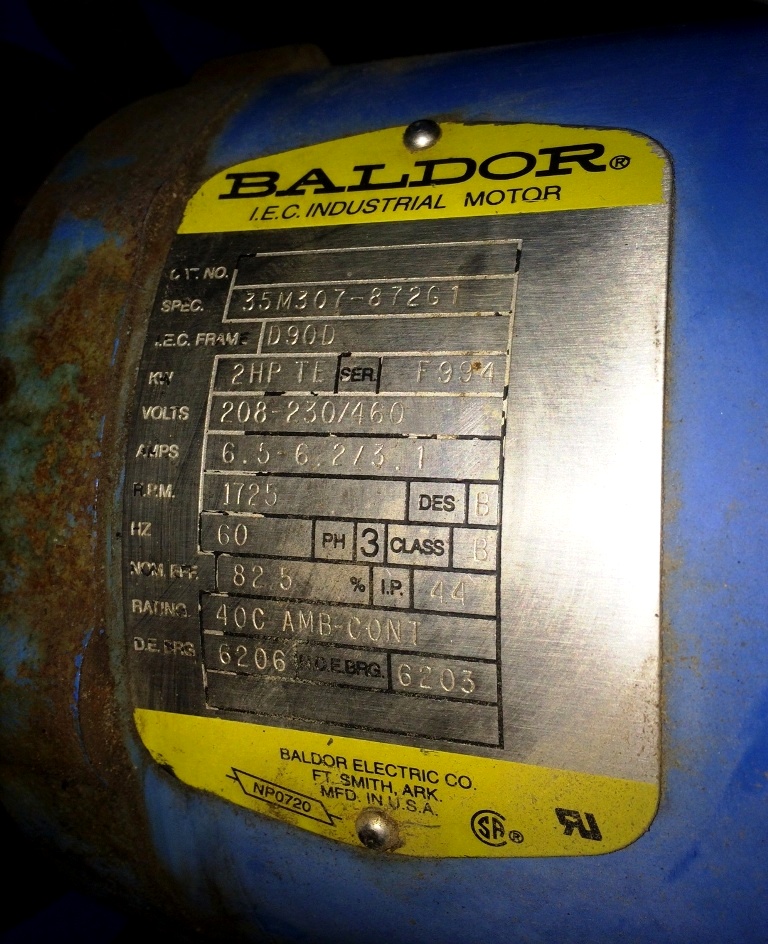 BALDOR®
I.E.C. INDUSTRIAL MOTOR
CAT. NO.
SPEC. 35M307-872G1
I.E.C. FRAME D90D
KW 2HP TE SER. F994
VOLTS 208-230/460
AMPS 6.5-6.2/3.1
R.P.M. 1725 DES B
HZ 60 PH 3 CLASS B
NOM. EFF. 82.5 % I.P. 44
RATING 40C AMB-CONT
D.E. BRG. 6206 O.D.E. BRG. 6203
BALDOR ELECTRIC CO.
FT. SMITH, ARK.
MFD. IN U.S.A.
NP0720
SA®